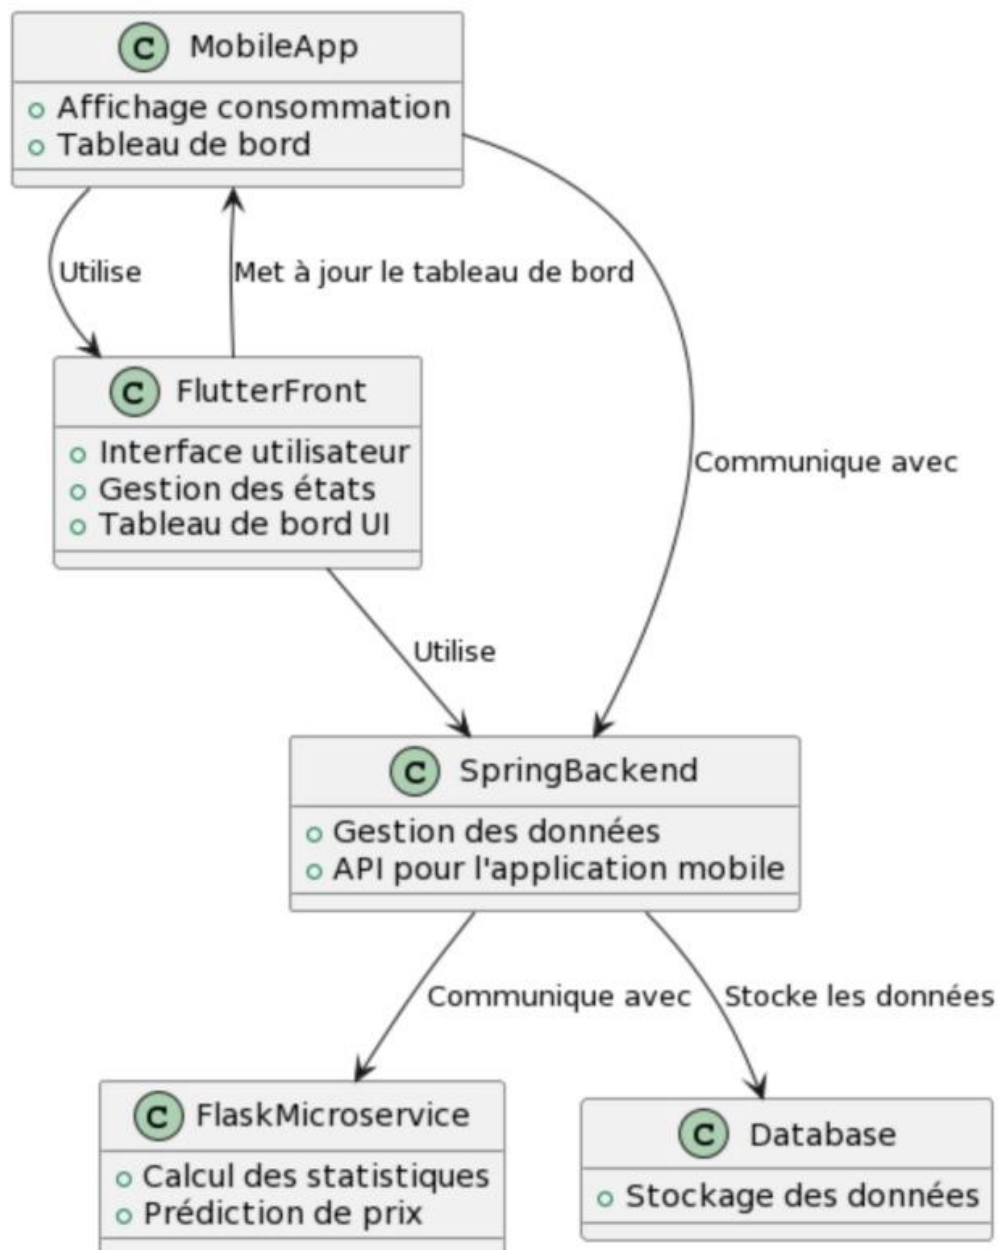 C MobileApp
Affichage consommation
Tableau de bord
Utilise
Met à jour le tableau de bord
C FlutterFront
Interface utilisateur
Gestion des états
Tableau de bord UI
Communique avec
Utilise
C SpringBackend
Gestion des données
API pour l'application mobile
Communique avec
Stocke les données
C FlaskMicroservice
Calcul des statistiques
Prédiction de prix
C Database
Stockage des données